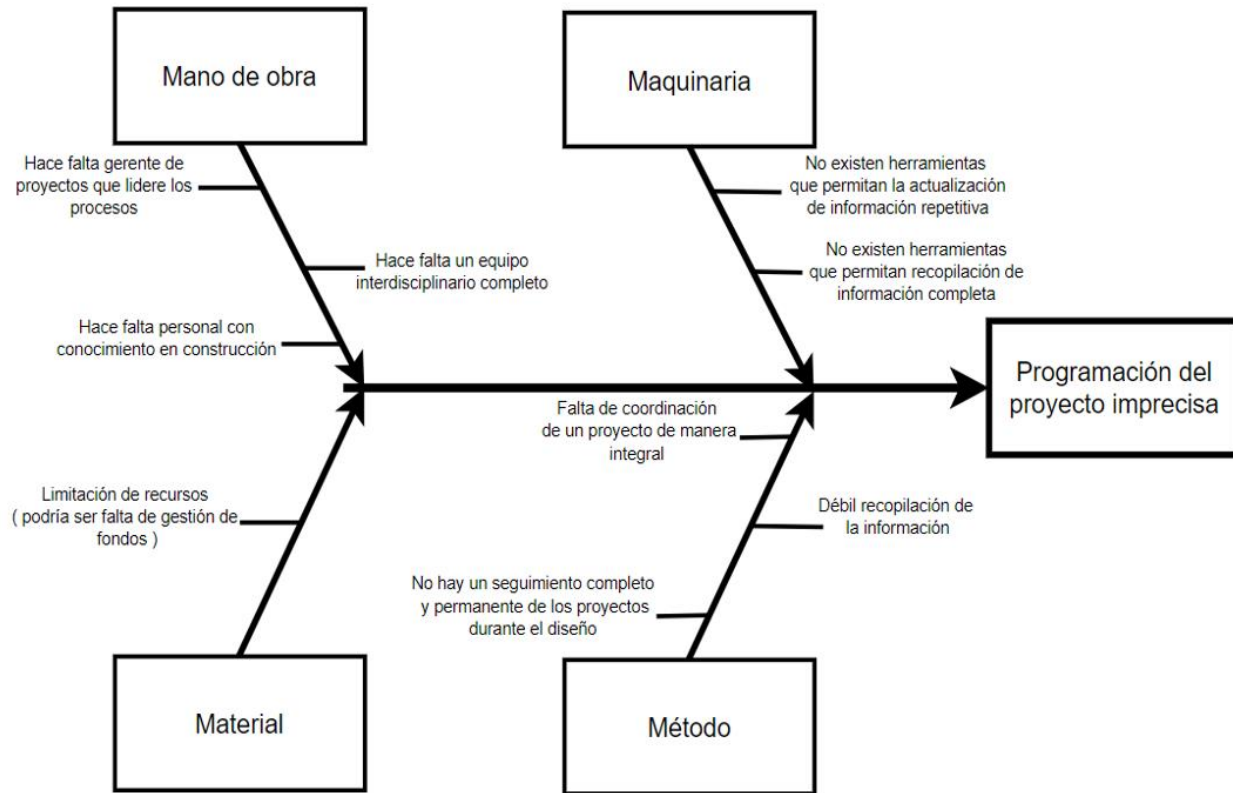 Mano de obra
Maquinaria
Hace falta gerente de
proyectos que lidere los
procesos
Hace falta un equipo
interdisciplinario completo
Hace falta personal con
conocimiento en construcción
No existen herramientas
que permitan la actualización
de información repetitiva
No existen herramientas
que permitan recopilación de
información completa
Programación del
proyecto imprecisa
Limitación de recursos
( podría ser falta de gestión de
fondos )
Falta de coordinación
de un proyecto de manera
integral
Débil recopilación de
la información
No hay un seguimiento completo
y permanente de los proyectos
durante el diseño
Material
Método